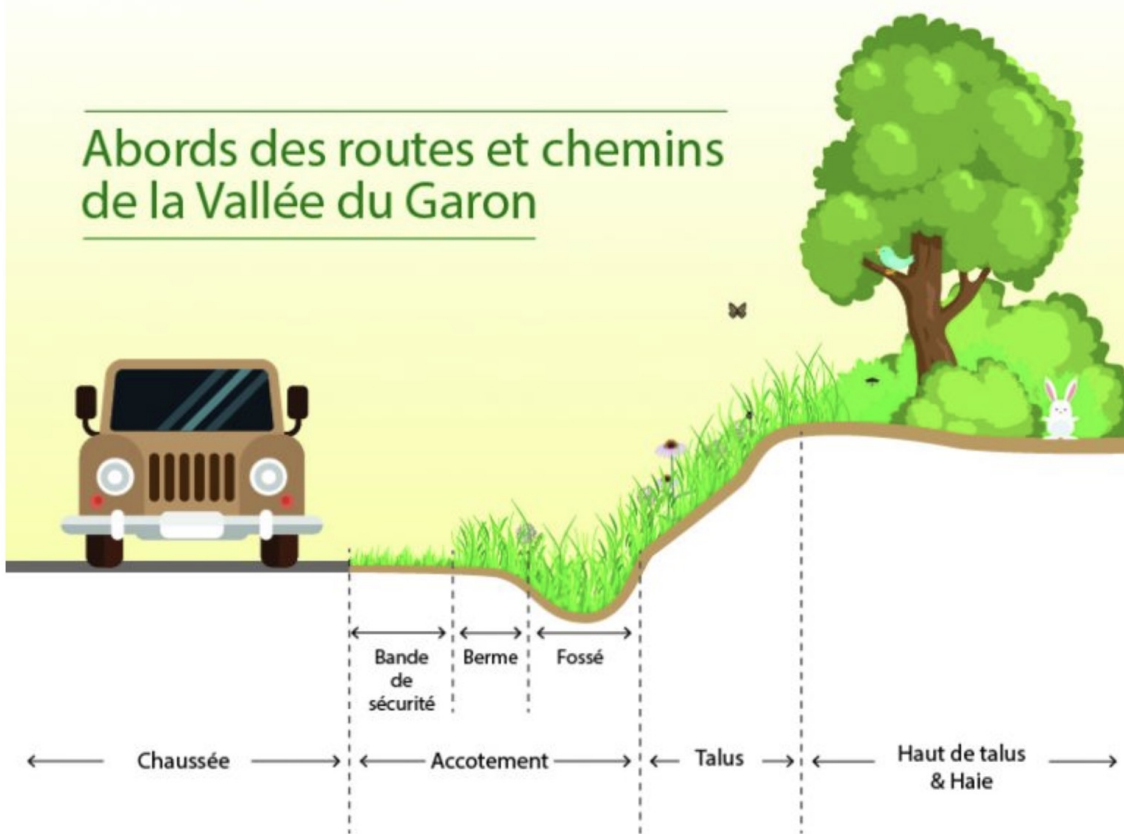 Abords des routes et chemins
de la Vallée du Garon
Bande
de
sécurité
Berme
Fossé
Chaussée
Accotement
Talus
Haut de talus
& Haie